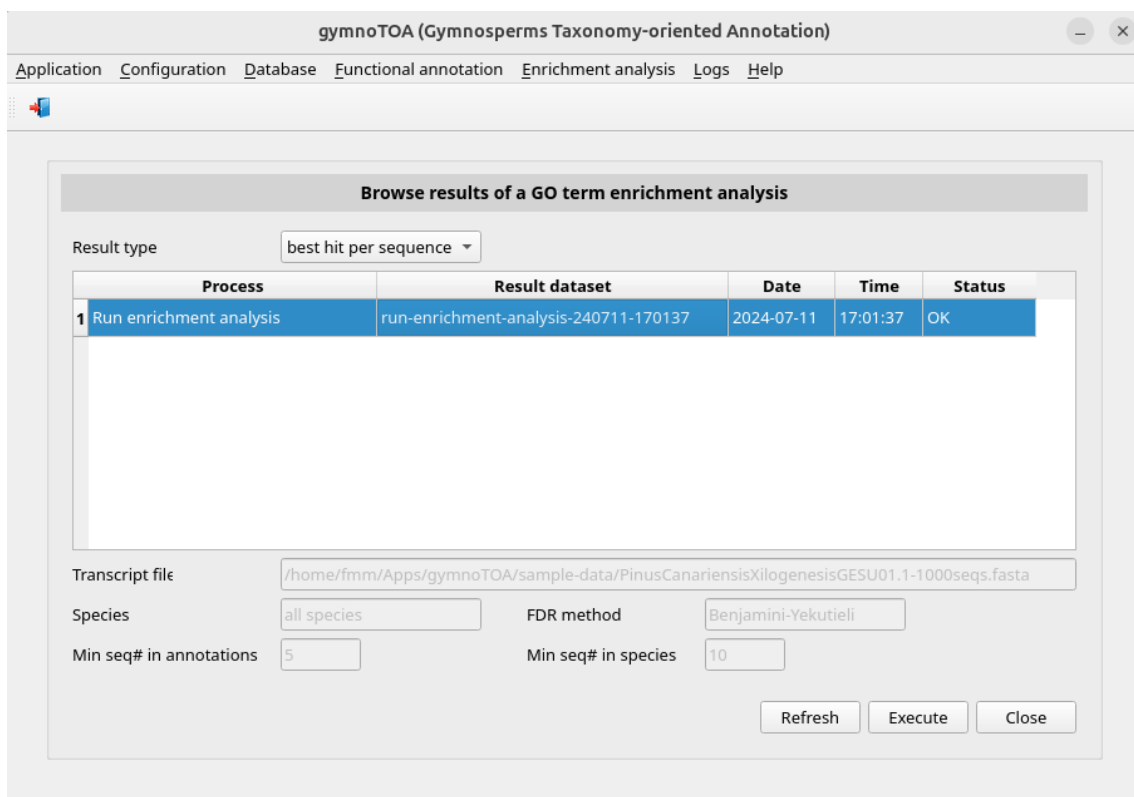 gymnoTOA (Gymnosperms Taxonomy-oriented Annotation)
Application Configuration Database Functional annotation Enrichment analysis Logs Help
Browse results of a GO term enrichment analysis
Result type best hit per sequence
Process Result dataset Date Time Status
1 Run enrichment analysis run-enrichment-analysis-240711-170137 2024-07-11 17:01:37 OK
Transcript file /home/fmm/Apps/gymnoTOA/sample-data/PinusCanariensisXilogenesisGESU01.1-1000seqs.fasta
Species all species FDR method Benjamini-Yekutieli
Min seq# in annotations 5 Min seq# in species 10
Refresh Execute Close